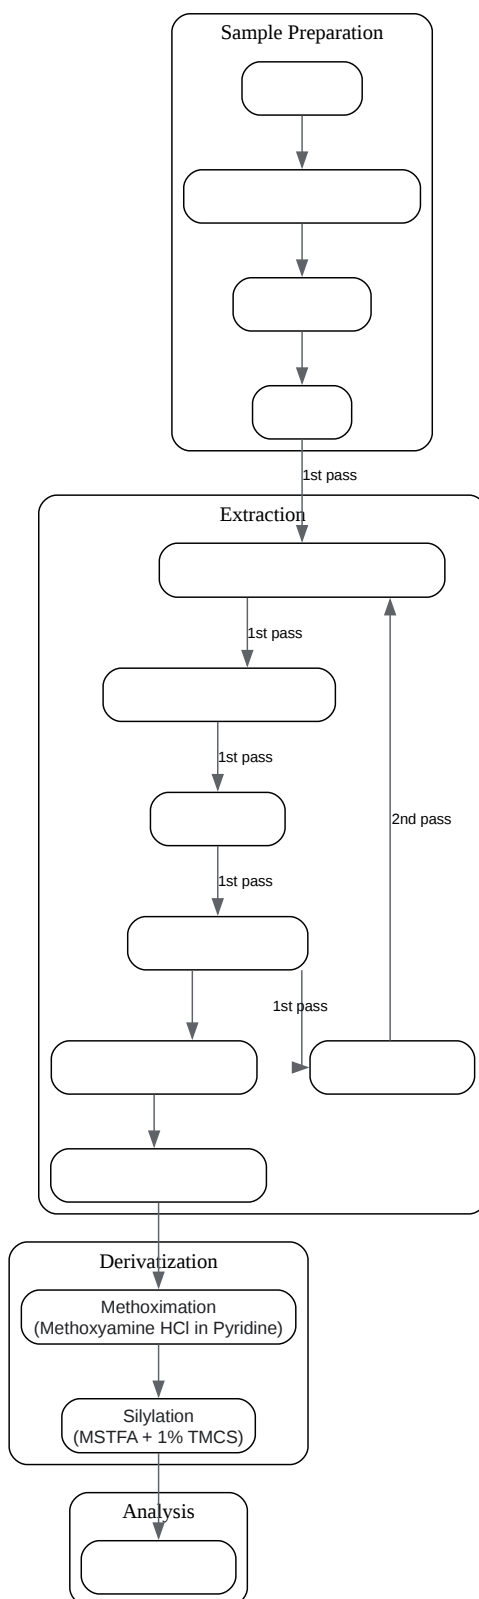 Sample Preparation
1st pass
Extraction
1st pass
1st pass
2nd pass
1st pass
1st pass
Derivatization
Methoximation
(Methoxyamine HCl in Pyridine)
Silylation
(MSTFA + 1% TMCS)
Analysis